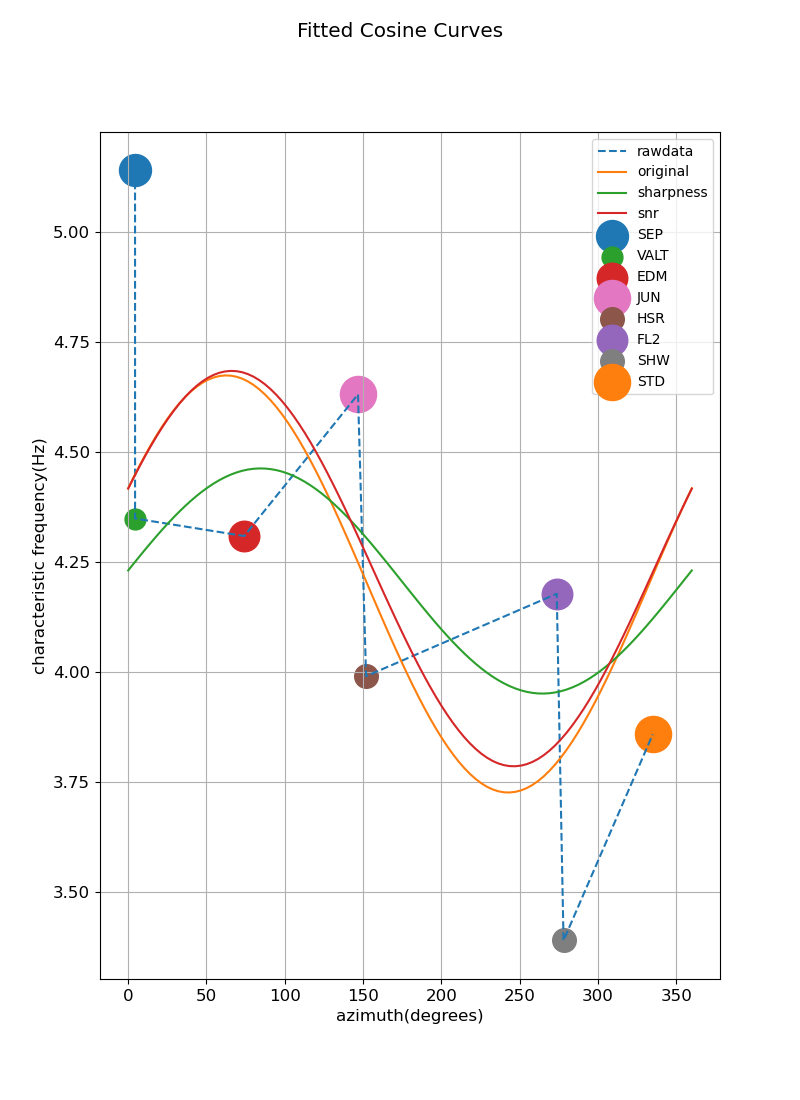 Fitted Cosine Curves
rawdata
original
sharpness
snr
SEP
VALT
EDM
JUN
HSR
FL2
SHW
STD
characteristic frequency(Hz)
5.00
4.75
4.50
4.25
4.00
3.75
3.50
0 50 100 150 200 250 300 350
azimuth(degrees)